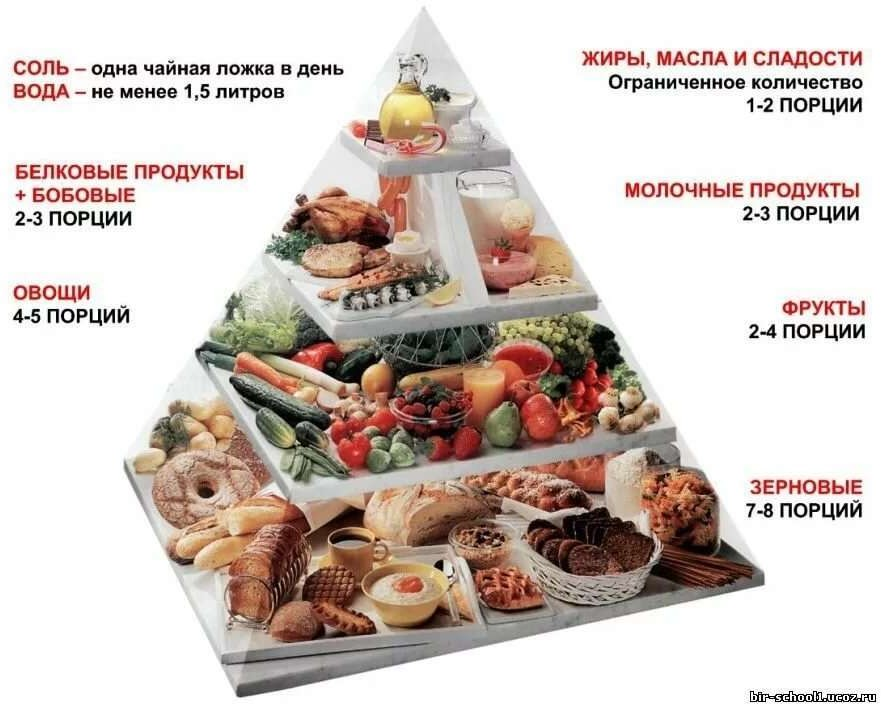 СОЛЬ – одна чайная ложка в день
ВОДА – не менее 1,5 литров
ЖИРЫ, МАСЛА И СЛАДОСТИ
Ограниченное количество
1-2 ПОРЦИИ
БЕЛКОВЫЕ ПРОДУКТЫ
+ БОБОВЫЕ
2-3 ПОРЦИИ
МОЛОЧНЫЕ ПРОДУКТЫ
2-3 ПОРЦИИ
ОВОЩИ
4-5 ПОРЦИЙ
ФРУКТЫ
2-4 ПОРЦИИ
ЗЕРНОВЫЕ
7-8 ПОРЦИЙ
bir-school1.ucoz.ru